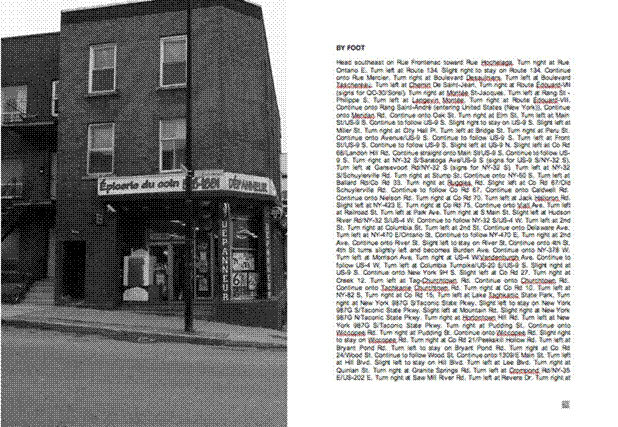 Épicerie du coin
DÉPANNEUR
DEPANNEUR
BY FOOT
Head southeast on Rue Frontenac toward Rue Hochelaga. Turn right at Rue
Ontario E. Turn left at Route 134. Slight right to stay on Route 134. Continue
onto Rue Mercier. Turn right at Boulevard Desaulniers. Turn left at Boulevard
Taschereau. Turn left at Chemin De Saint-Jean. Turn right at Route Édouard-VII
(signs for QC-30/Sorel). Turn right at Montée St-Jacques. Turn left at Rang St-
Philippe S. Turn left at Langevin Montée. Turn right at Route Édouard-VII.
Continue onto Rang Saint-André (entering United States (New York)). Continue
onto Meridian Rd. Continue onto Oak St. Turn right at Elm St. Turn left at Main
St/US-9 S. Continue to follow US-9 S. Slight right to stay on US-9 S. Slight left at
Miller St. Turn right at City Hall Pl. Turn left at Bridge St. Turn right at Peru St.
Continue onto Avenue/US-9 S. Continue to follow US-9 S. Turn left at Front
St/US-9 S. Continue to follow US-9 S. Slight left at US-9 N. Slight left at Co Rd
68/Landon Hill Rd. Continue straight onto Main St/US-9 S. Continue to follow US-
9 S. Turn right at NY-32 S/Saratoga Ave/US-9 S (signs for US-9 S/NY-32 S).
Turn left at Gansevoort Rd/NY-32 S (signs for NY-32 S). Turn left at NY-32
S/Schuylerville Rd. Turn right at Stump St. Continue onto NY-50 S. Turn left at
Ballard Rd/Co Rd 33. Turn right at Ruggles Rd. Slight left at Co Rd 67/Old
Schuylerville Rd. Continue to follow Co Rd 67. Continue onto Caldwell Rd.
Continue onto Nielson Rd. Turn right at Co Rd 70. Turn left at Jack Halloran Rd.
Slight left at NY-423 E. Turn right at Co Rd 75. Continue onto Viall Ave. Turn left
at Railroad St. Turn left at Park Ave. Turn right at S Main St. Slight left at Hudson
River Rd/NY-32 S/US-4 W. Continue to follow NY-32 S/US-4 W. Turn left at 2nd
St. Turn right at Columbia St. Turn left at 2nd St. Continue onto Delaware Ave.
Turn left at NY-470 E/Ontario St. Continue to follow NY-470 E. Turn right at 2nd
Ave. Continue onto River St. Slight left to stay on River St. Continue onto 4th St.
4th St turns slightly left and becomes Burden Ave. Continue onto NY-378 W.
Turn left at Morrison Ave. Turn right at US-4 W/Vandenburgh Ave. Continue to
follow US-4 W. Turn left at Columbia Turnpike/US-20 E/US-9 S. Slight right at
US-9 S. Continue onto New York 9H S. Slight left at Co Rd 27. Turn right at
Creek 12. Turn left at Tag-Churchtown Rd. Continue onto Churchtown Rd.
Continue onto Taghkanic Churchtown Rd. Turn left at Co Rd 10. Turn left at
NY-82 S. Turn right at Co Rd 15. Turn left at Lake Taghkanic State Park. Turn
right at New York 987G S/Taconic State Pkwy. Slight left to stay on New York
987G S/Taconic State Pkwy. Slight left at Mountain Rd. Slight right at New York
987G N/Taconic State Pkwy. Turn right at Hortontown Hill Rd. Turn left at New
York 987G S/Taconic State Pkwy. Turn left at Pudding St. Continue onto
Wiccopee Rd. Turn right at Pudding St. Continue onto Wiccopee Rd. Slight right
to stay on Wiccopee Rd. Turn right at Co Rd 21/Peekskill Hollow Rd. Turn left at
Bryant Pond Rd. Turn left to stay on Bryant Pond Rd. Turn right at Co Rd
24/Wood St. Continue to follow Wood St. Continue onto 1309/E Main St. Turn left
at Hill Blvd. Slight left to stay on Hill Blvd. Turn left at Lee Blvd. Turn right at
Quinlan St. Turn left at Granite Springs Rd. Turn left at Crompond Rd/NY-35
E/US-202 E. Turn right at Saw Mill River Rd. Turn left at Revere Dr. Turn right at